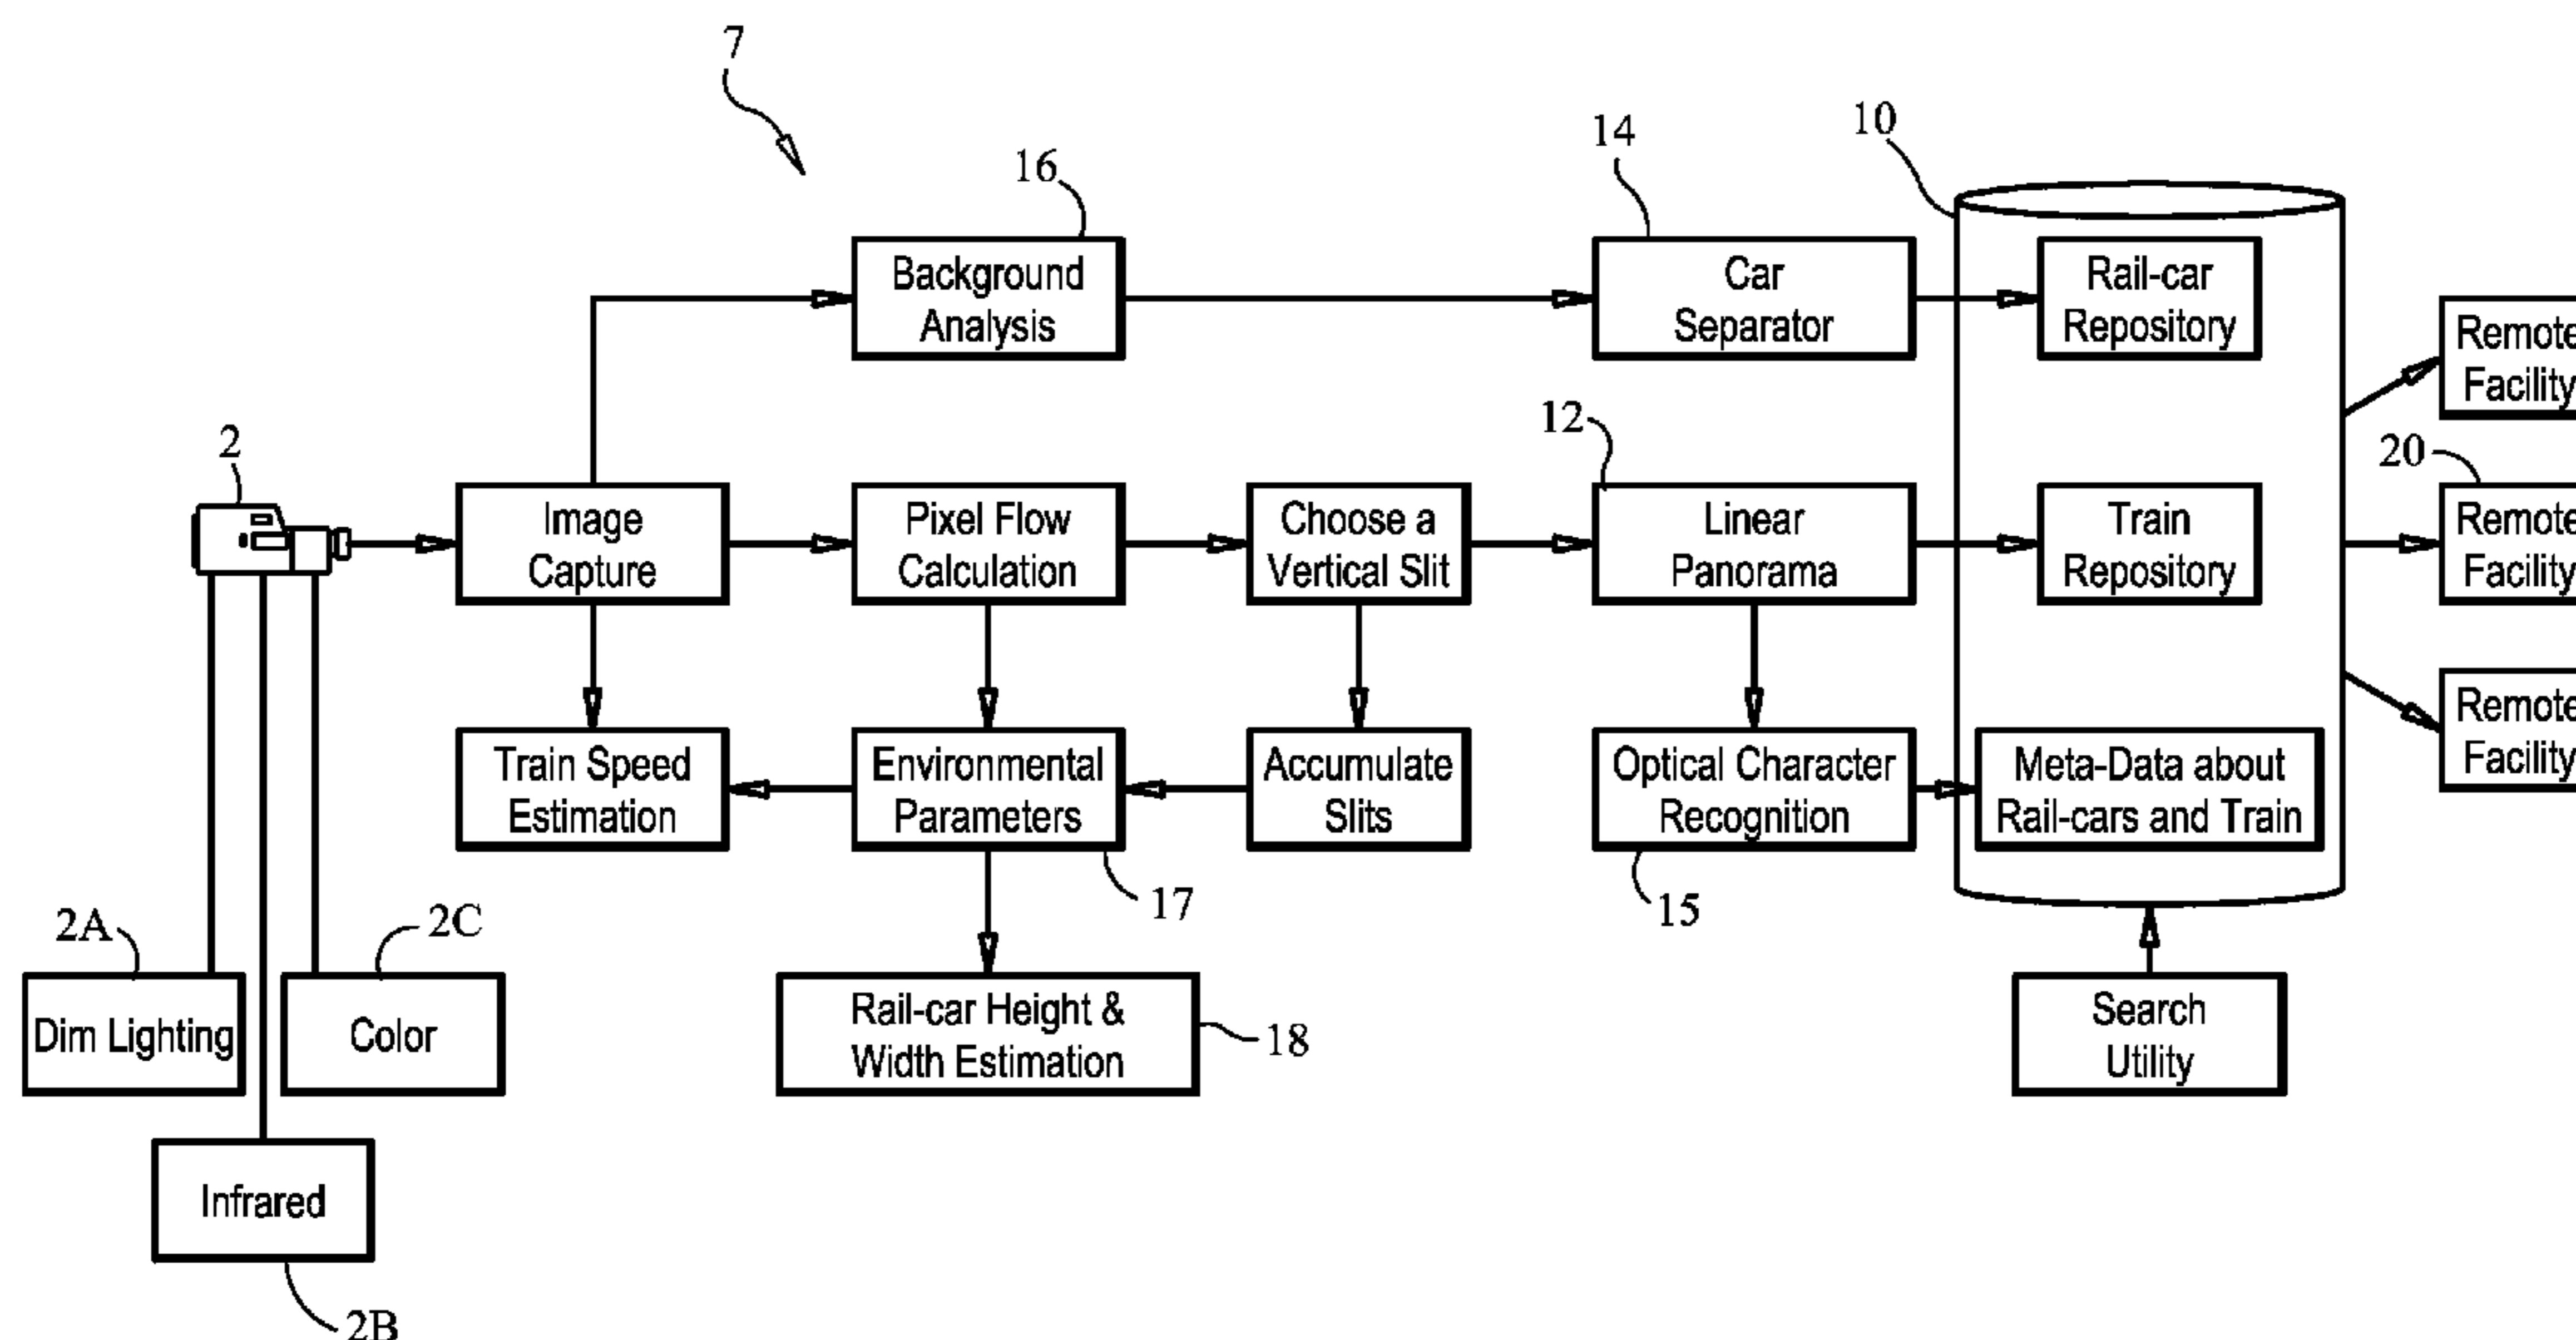 7
16
14
10
Background
Analysis
Car
Separator
Rail-car
Repository
Remote
Facility
2
12
20
Image
Capture
Pixel Flow
Calculation
Choose a
Vertical Slit
Linear
Panorama
Train
Repository
Remote
Facility
Train Speed
Estimation
Environmental
Parameters
Accumulate
Slits
Optical Character
Recognition
Meta-Data about
Rail-cars and Train
Remote
Facility
17
15
2A
2C
Dim Lighting
Color
Rail-car Height &
Width Estimation
18
Search
Utility
Infrared
2B